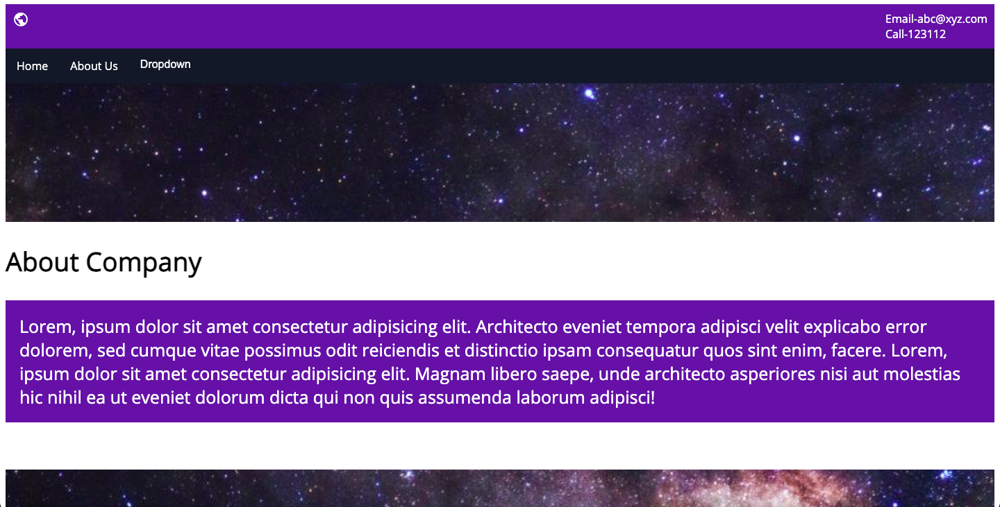 Email-abc@xyz.com
Call-123112
Home About Us Dropdown
About Company
Lorem, ipsum dolor sit amet consectetur adipisicing elit. Architecto eveniet tempora adipisci velit explicabo error
dolorem, sed cumque vitae possimus odit reiciendis et distinctio ipsam consequatur quos sint enim, facere. Lorem,
ipsum dolor sit amet consectetur adipisicing elit. Magnam libero saepe, unde architecto asperiores nisi aut molestias
hic nihil ea ut eveniet dolorum dicta qui non quis assumenda laborum adipisci!